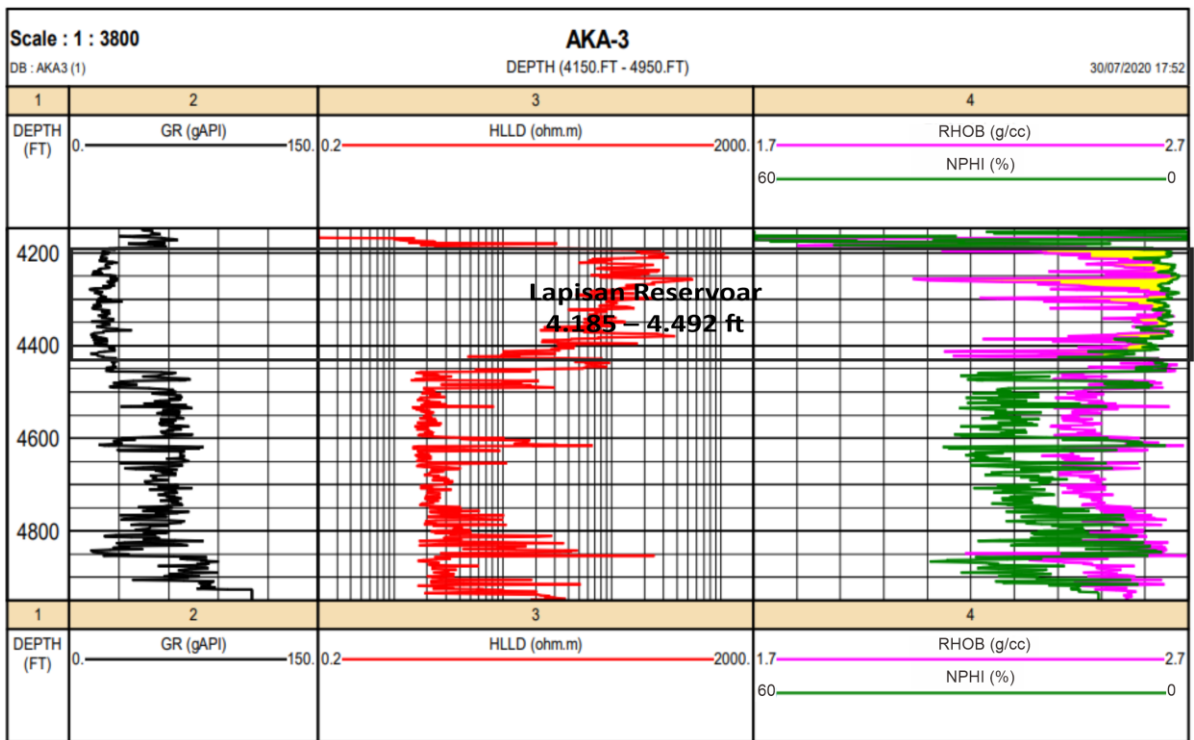 Scale : 1 : 3800
AKA-3
DB : AKA3 (1)
DEPTH (4150.FT - 4950.FT)
30/07/2020 17:52
1 2 3 4
DEPTH
(FT)
GR (gAPI)
0. 150.
HLLD (ohm.m)
0.2 2000.
RHOB (g/cc)
1.7 2.7
NPHI (%)
60 0
4200
Lapisan Reservoar
4.185 – 4.492 ft
4400
4600
4800
1 2 3 4
DEPTH
(FT)
GR (gAPI)
0. 150.
HLLD (ohm.m)
0.2 2000.
RHOB (g/cc)
1.7 2.7
NPHI (%)
60 0